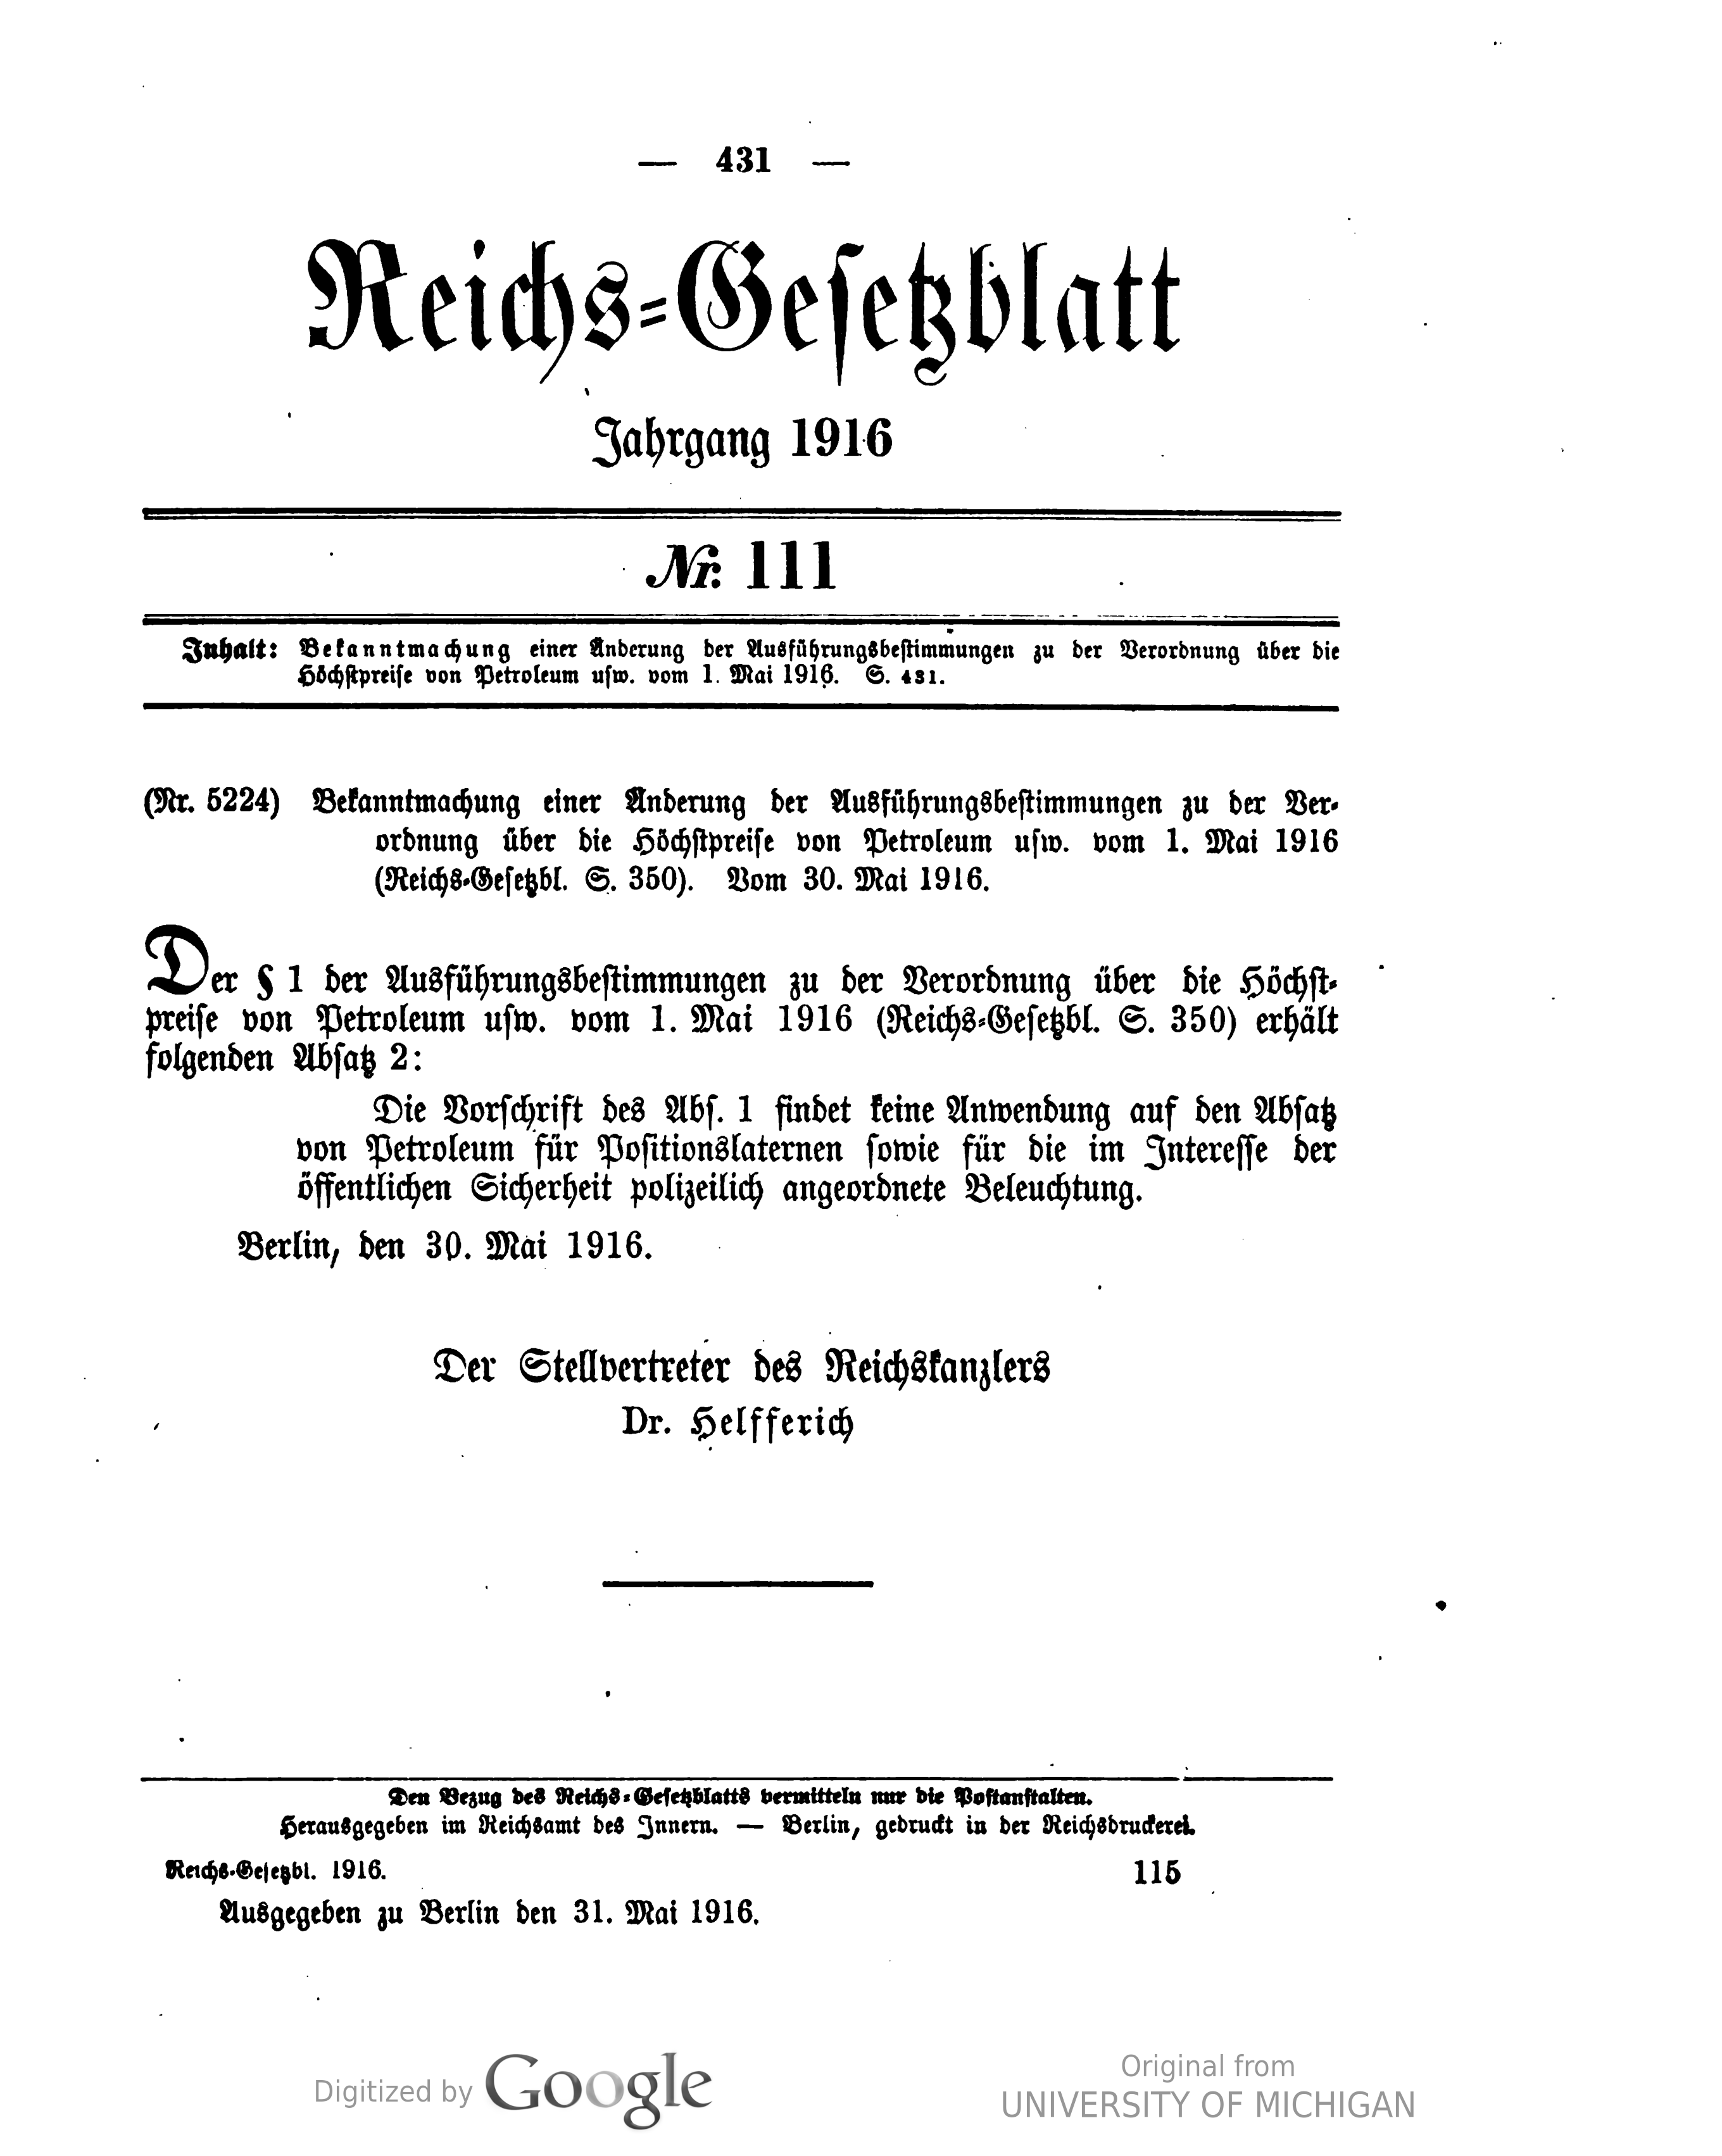 — 431 —
Reichs-Gesetzblatt
Jahrgang 1916
Nr. 111
Inhalt: Bekanntmachung einer Änderung der Ausführungsbestimmungen zu der Verordnung über die
Höchstpreise von Petroleum usw. vom 1. Mai 1916. S. 431.
(Nr. 5224) Bekanntmachung einer Änderung der Ausführungsbestimmungen zu der Ver-
ordnung über die Höchstpreise von Petroleum usw. vom 1. Mai 1916
(Reichs-Gesetzbl. S. 350). Vom 30. Mai 1916.
Der § 1 der Ausführungsbestimmungen zu der Verordnung über die Höchst-
preise von Petroleum usw. vom 1. Mai 1916 (Reichs-Gesetzbl. S. 350) erhält
folgenden Absatz 2:
Die Vorschrift des Abs. 1 findet keine Anwendung auf den Absatz
von Petroleum für Positionslaternen sowie für die im Interesse der
öffentlichen Sicherheit polizeilich angeordnete Beleuchtung.
Berlin, den 30. Mai 1916.
Der Stellvertreter des Reichskanzlers
Dr. Helfferich
Den Bezug des Reichs-Gesetzblatts vermitteln nur die Postanstalten.
Herausgegeben im Reichsamt des Innern. — Berlin, gedruckt in der Reichsdruckerei.
Reichs-Gesetzbl. 1916. 115
Ausgegeben zu Berlin den 31. Mai 1916.
Digitized by Google
Original from
UNIVERSITY OF MICHIGAN